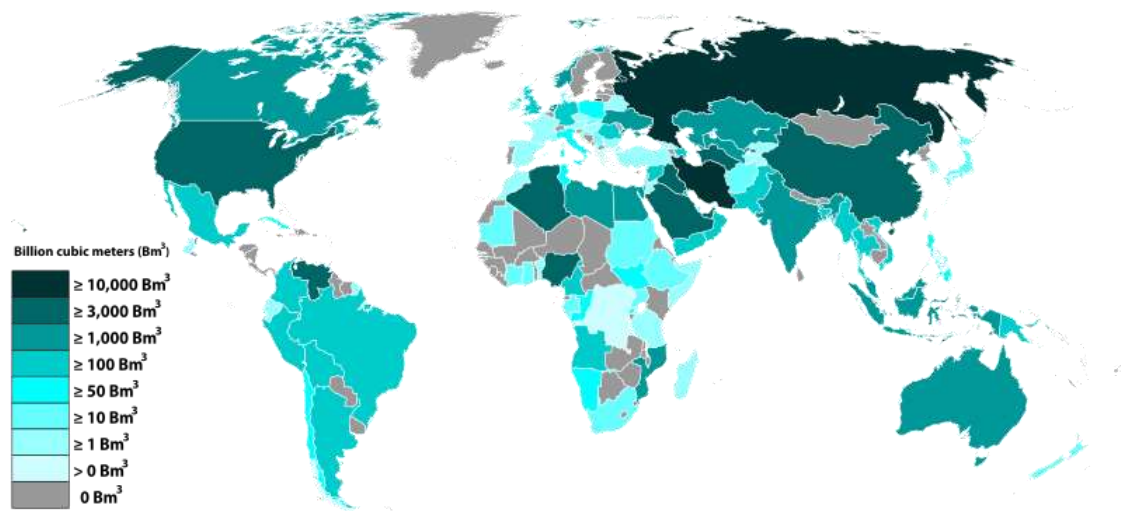 Billion cubic meters (Bm³)
≥ 10,000 Bm³
≥ 3,000 Bm³
≥ 1,000 Bm³
≥ 100 Bm³
≥ 50 Bm³
≥ 10 Bm³
≥ 1 Bm³
> 0 Bm³
0 Bm³